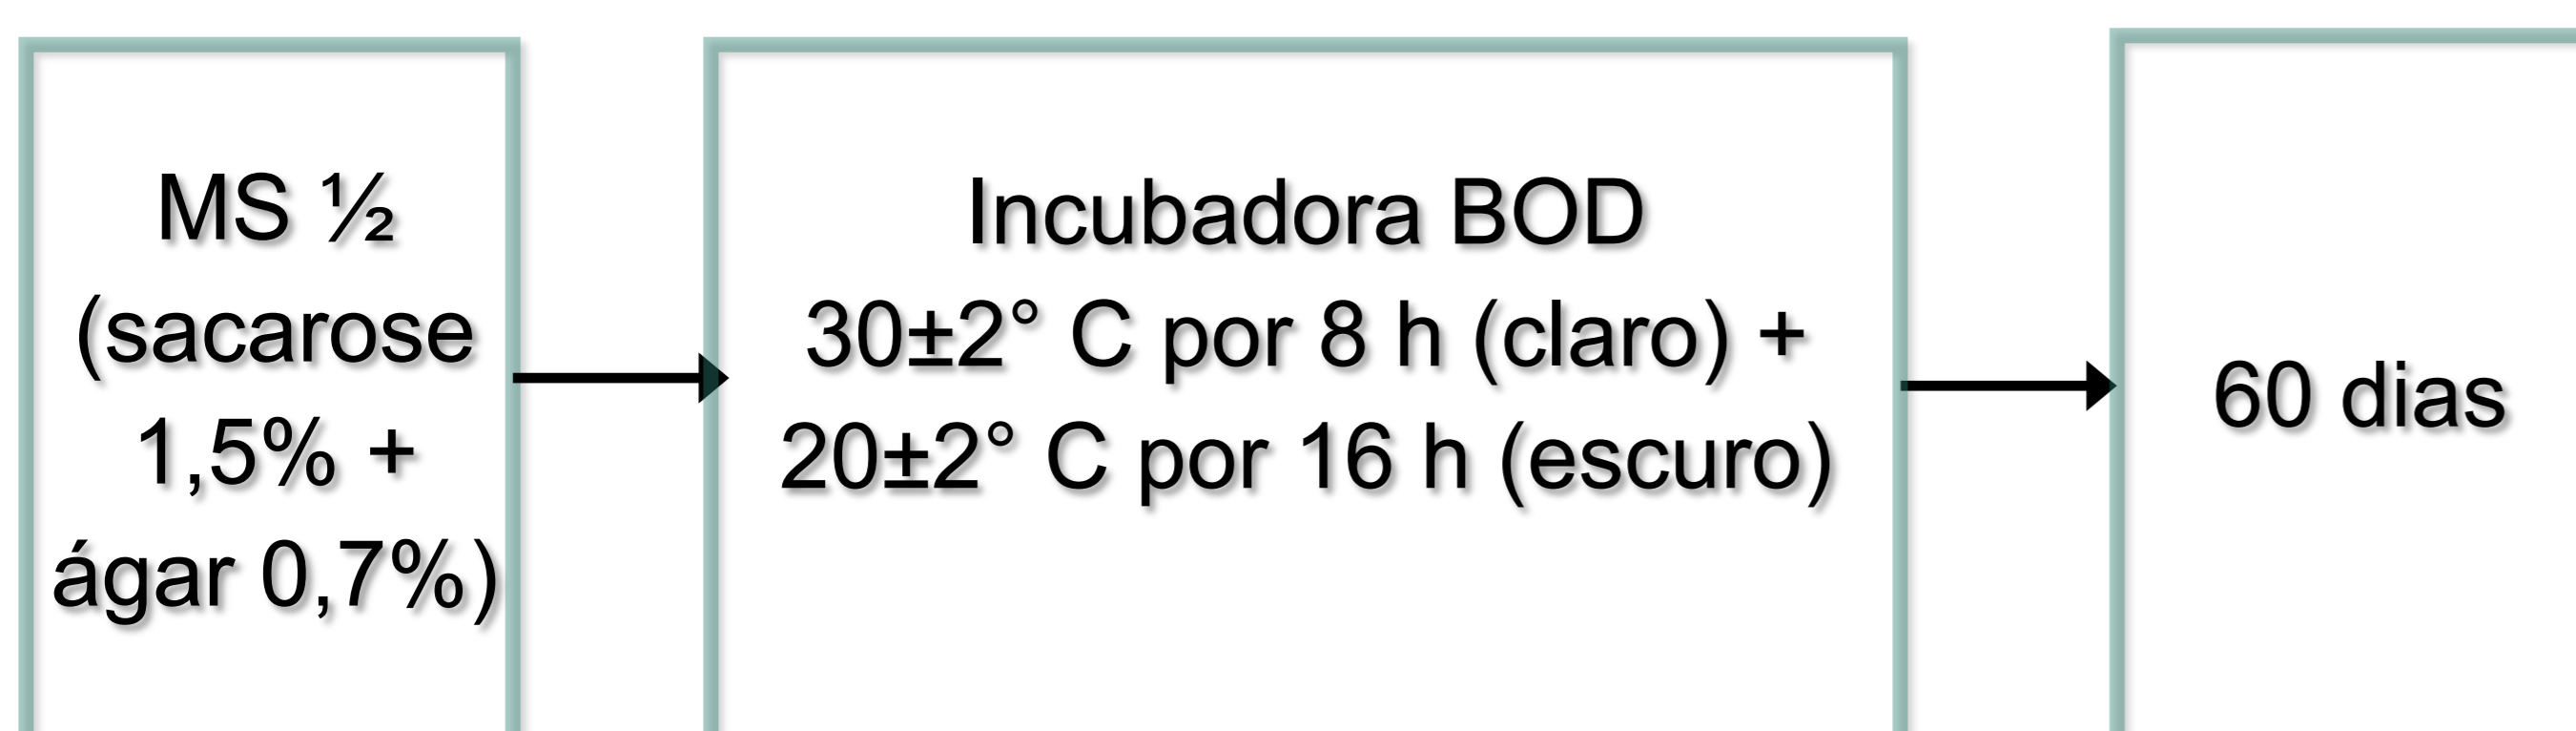 MS ½
(sacarose
1,5% +
ágar 0,7%)
Incubadora BOD
30±2° C por 8 h (claro) +
20±2° C por 16 h (escuro)
60 dias